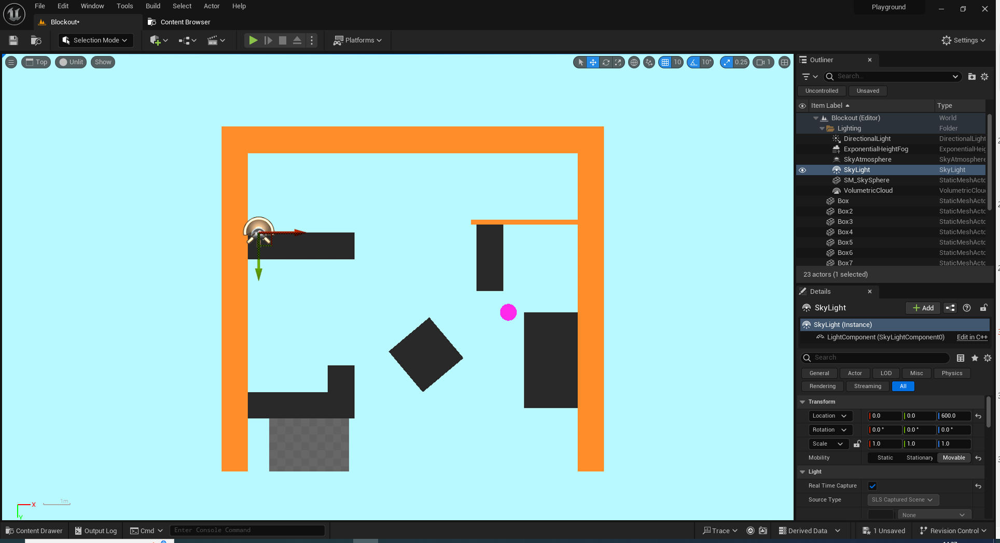 File Edit Window Tools Build Select Actor Help
Playground
Blockout*
Content Browser
Selection Mode
Platforms
Settings
Top
Unlit
Show
10
10°
0.25
1
Outliner
Search...
Uncontrolled
Unsaved
Item Label
Type
Blockout (Editor) World
Lighting Folder
DirectionalLight DirectionalLight
ExponentialHeightFog ExponentialHeig
SkyAtmosphere SkyAtmosphere
SkyLight SkyLight
SM_SkySphere StaticMeshActo
VolumetricCloud VolumetricClou
Box StaticMeshActo
Box2 StaticMeshActo
Box3 StaticMeshActo
Box4 StaticMeshActo
Box5 StaticMeshActo
Box6 StaticMeshActo
Box7 StaticMeshActo
23 actors (1 selected)
Details
SkyLight
Add
SkyLight (Instance)
LightComponent (SkyLightComponent0) Edit in C++
Search
General Actor LOD Misc Physics
Rendering Streaming All
Transform
Location 0.0 0.0 600.0
Rotation 0.0 ° 0.0 ° 0.0 °
Scale 1.0 1.0 1.0
Mobility Static Stationary Movable
Light
Real Time Capture
Source Type SLS Captured Scene
None
1m
X
Y
Content Drawer
Output Log
Cmd
Enter Console Command
Trace
Derived Data
1 Unsaved
Revision Control